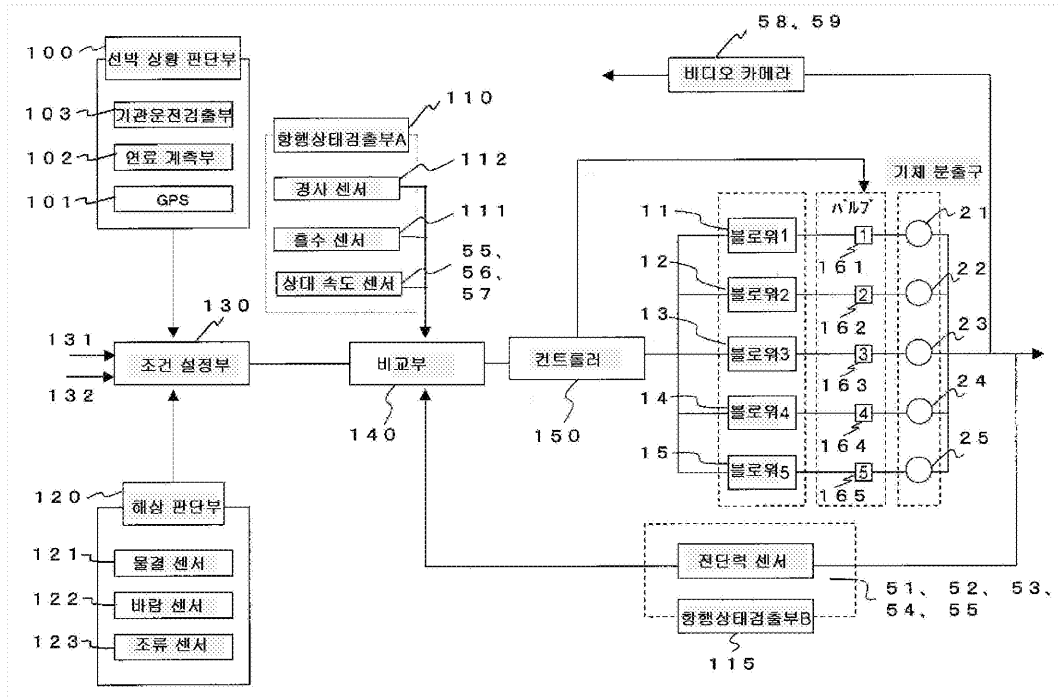 58、59
비디오 카메라
100
선박 상황 판단부
103
기관운전검출부
102
연료 계측부
101
GPS
110
항행상태검출부A
112
경사 센서
111
흘수 센서
55、
56、
57
상대 속도 센서
기체 분출구
バルブ
11
블로워1
1
161
21
12
블로워2
2
162
22
13
블로워3
3
163
23
14
블로워4
4
164
24
15
블로워5
5
165
25
130
131
132
조건 설정부
비교부
140
컨트롤러
150
120
해상 판단부
121
물결 센서
122
바람 센서
123
조류 센서
전단력 센서
51、52、53、
54、55
항행상태검출부B
115